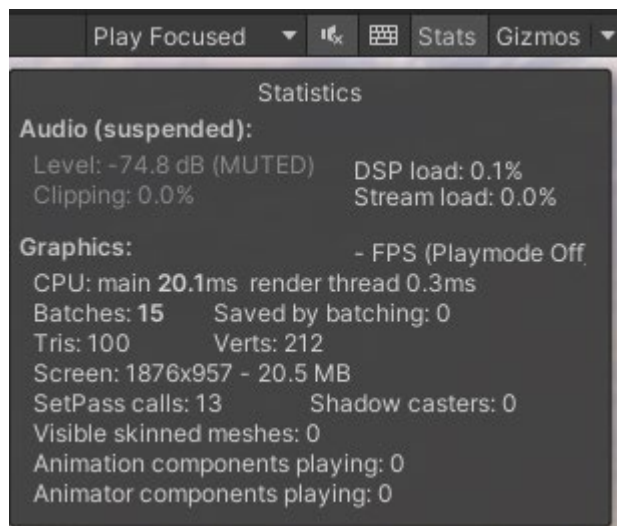 Play Focused Stats Gizmos
Statistics
Audio (suspended):
Level: -74.8 dB (MUTED) DSP load: 0.1%
Clipping: 0.0% Stream load: 0.0%
Graphics: - FPS (Playmode Off
CPU: main 20.1ms render thread 0.3ms
Batches: 15 Saved by batching: 0
Tris: 100 Verts: 212
Screen: 1876x957 - 20.5 MB
SetPass calls: 13 Shadow casters: 0
Visible skinned meshes: 0
Animation components playing: 0
Animator components playing: 0